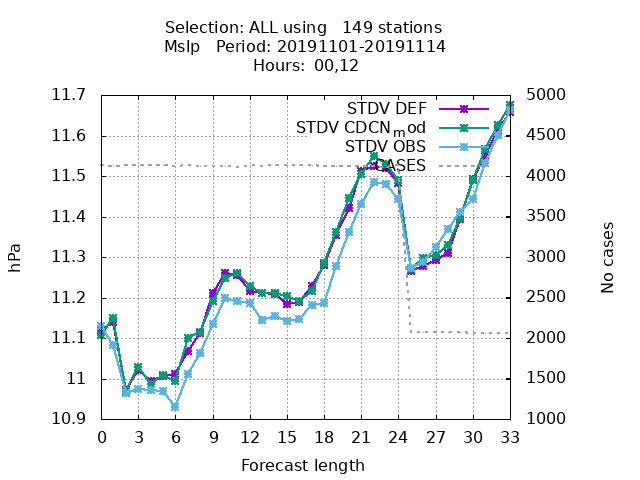 Selection: ALL using   149 stations
Mslp   Period: 20191101-20191114
Hours:  00,12
11.7
11.6
11.5
11.4
11.3
11.2
11.1
11
10.9
hPa
STDV DEF
STDV CDCN_mod
STDV OBS
CASES
5000
4500
4000
3500
3000
2500
2000
1500
1000
No cases
0 3 6 9 12 15 18 21 24 27 30 33
Forecast length